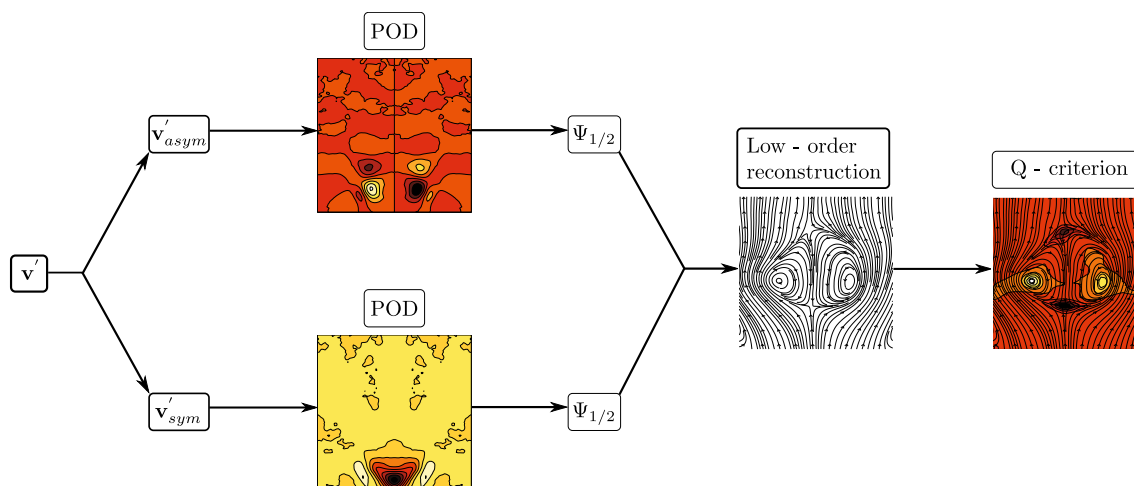 POD
v'asym
Ψ1/2
Low - order
reconstruction
Q - criterion
v'
POD
v'sym
Ψ1/2